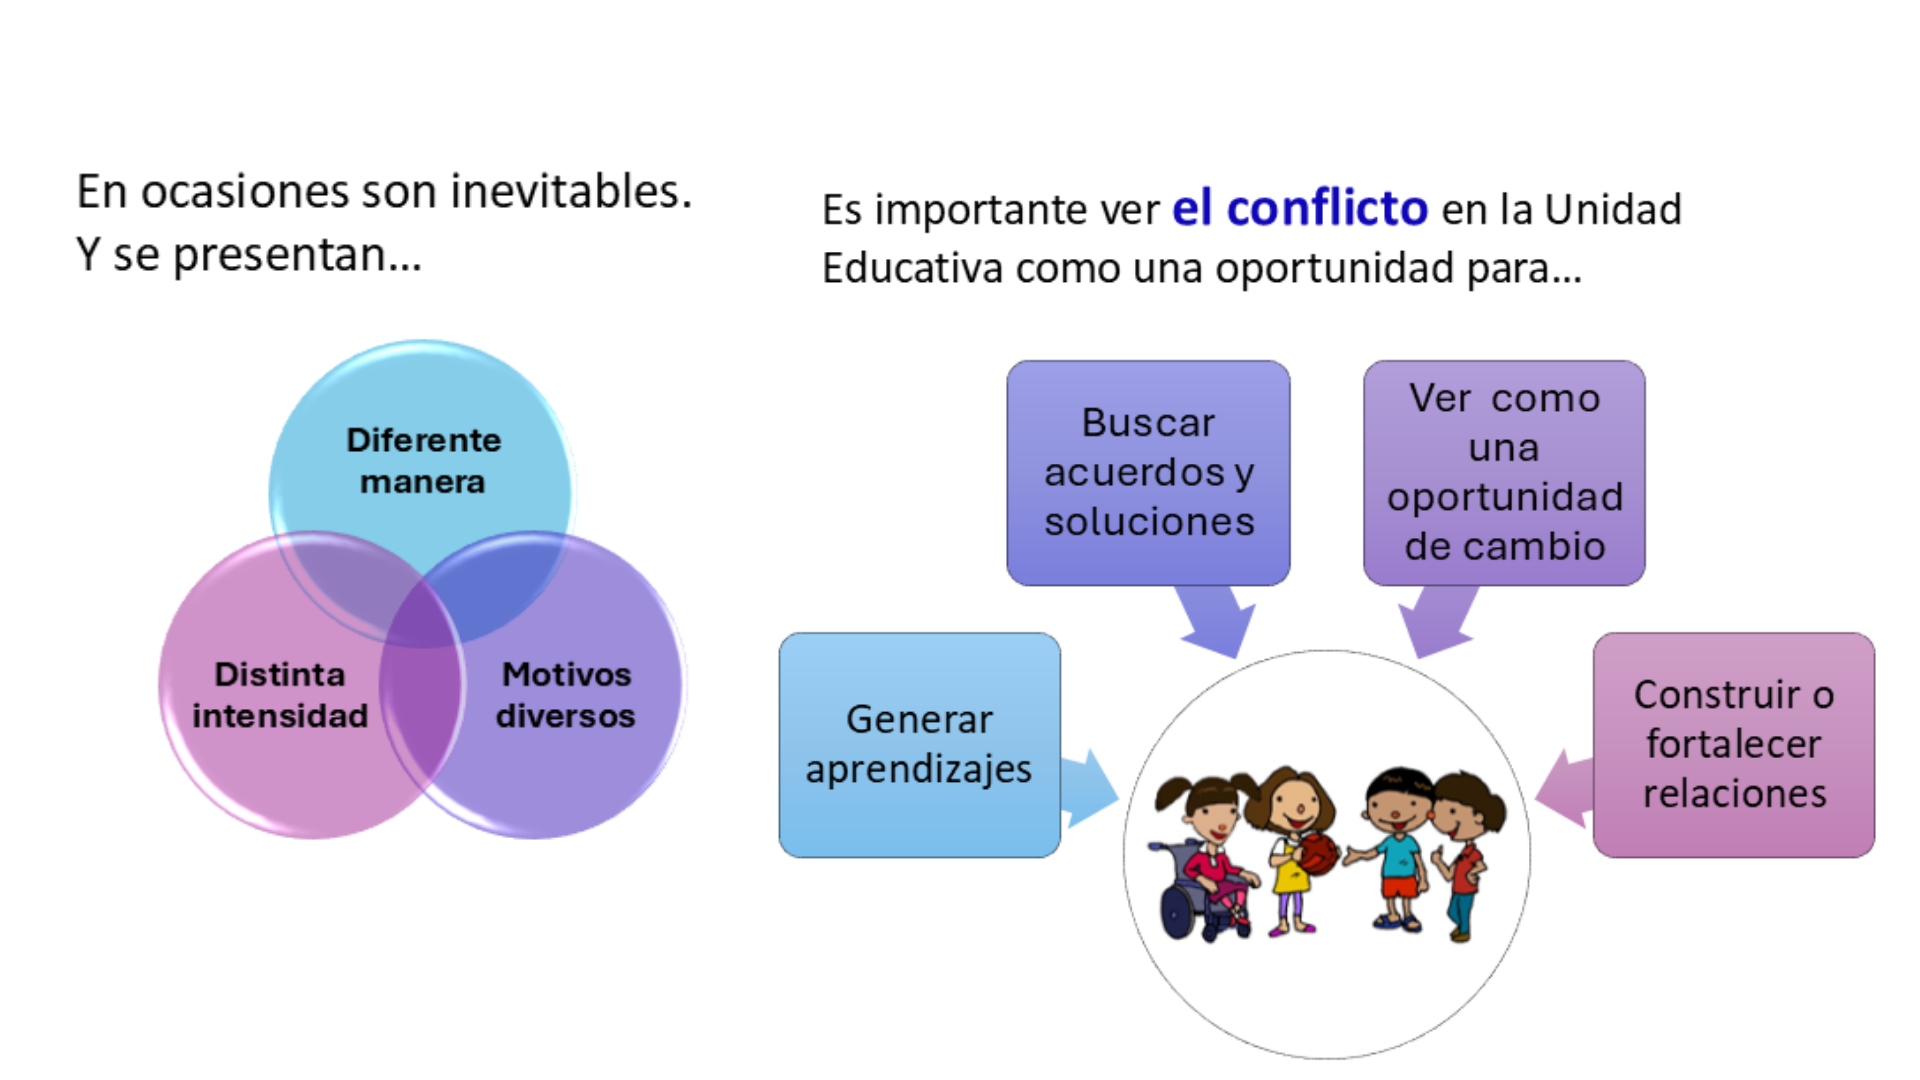 En ocasiones son inevitables.
Y se presentan...
Diferente
manera
Distinta
intensidad
Motivos
diversos
Es importante ver el conflicto en la Unidad
Educativa como una oportunidad para...
Generar
aprendizajes
Buscar
acuerdos y
soluciones
Ver como
una
oportunidad
de cambio
Construir o
fortalecer
relaciones